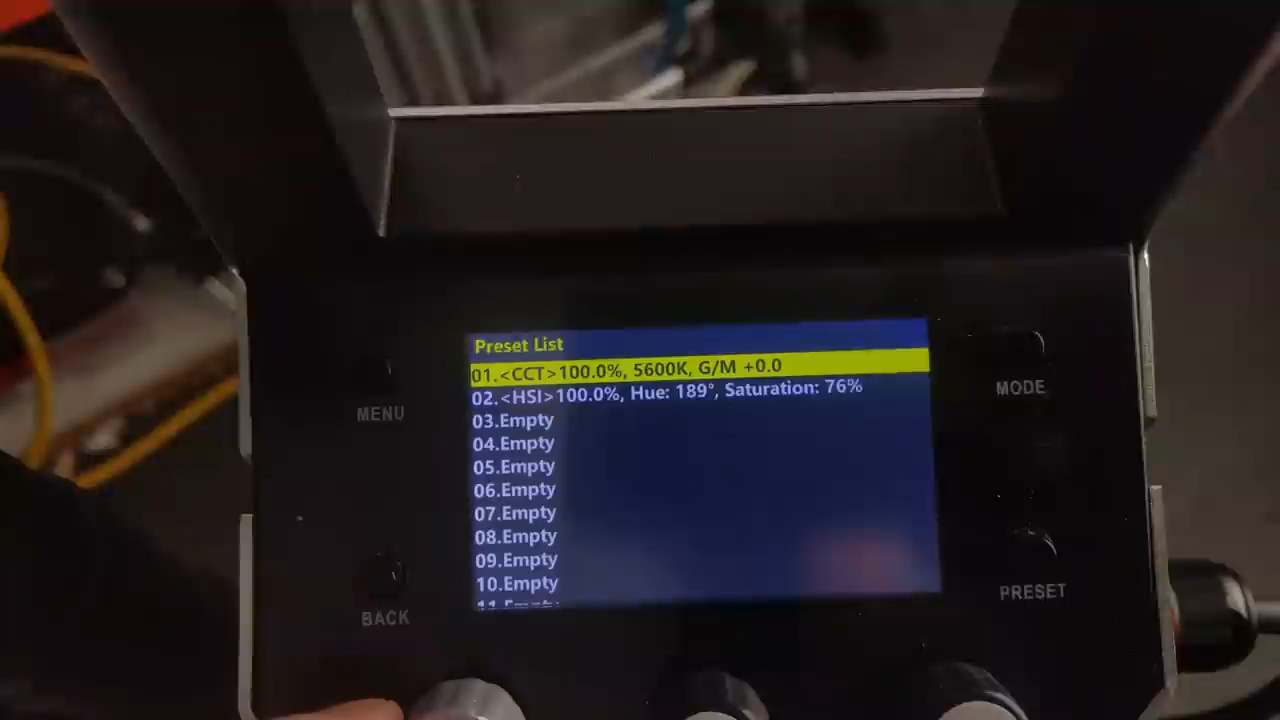 Preset List
01.<CCT>100.0%, 5600K, G/M +0.0
02.<HSI>100.0%, Hue: 189°, Saturation: 76%
03.Empty
04.Empty
05.Empty
06.Empty
07.Empty
08.Empty
09.Empty
10.Empty
MENU
BACK
MODE
PRESET